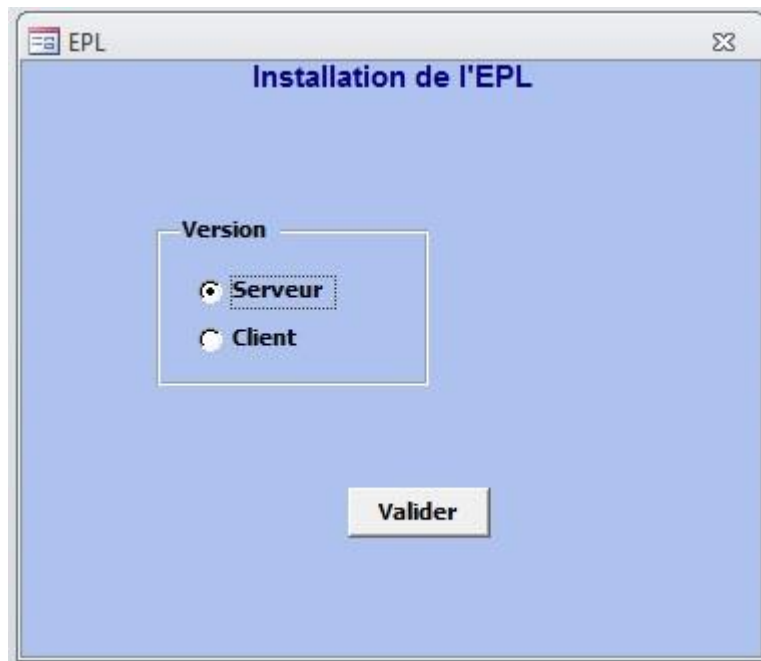 EPL
Installation de l'EPL
Version
Serveur
Client
Valider